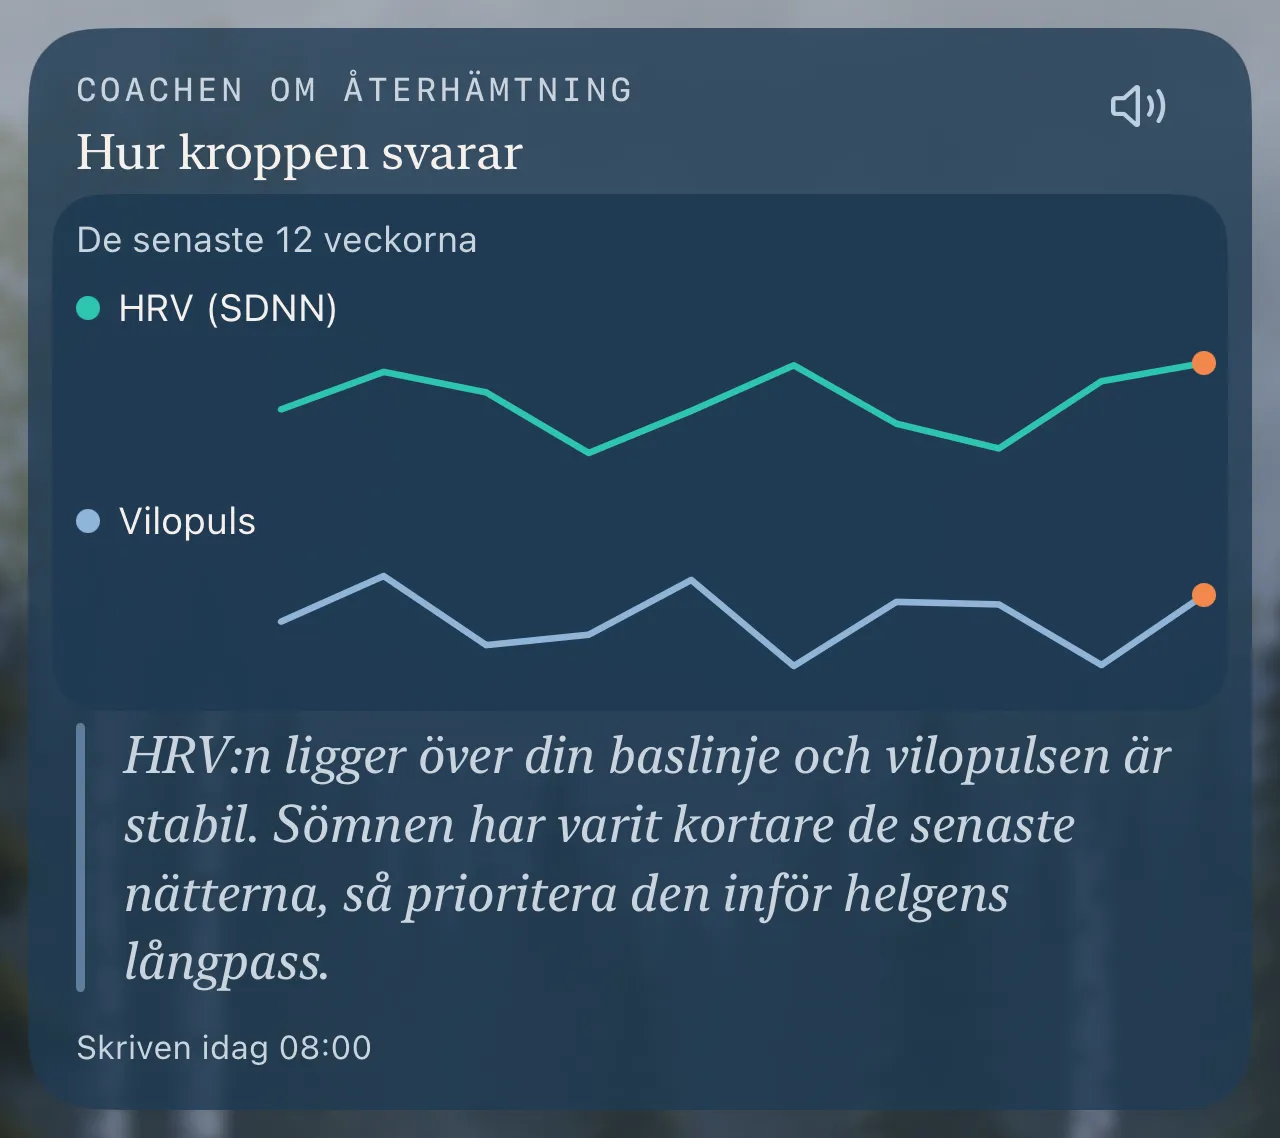 COACHEN OM ÅTERHÄMTNING
Hur kroppen svarar
De senaste 12 veckorna
HRV (SDNN)
Vilopuls
HRV:n ligger över din baslinje och vilopulsen är
stabil. Sömnen har varit kortare de senaste
nätterna, så prioritera den inför helgens
långpass.
Skriven idag 08:00